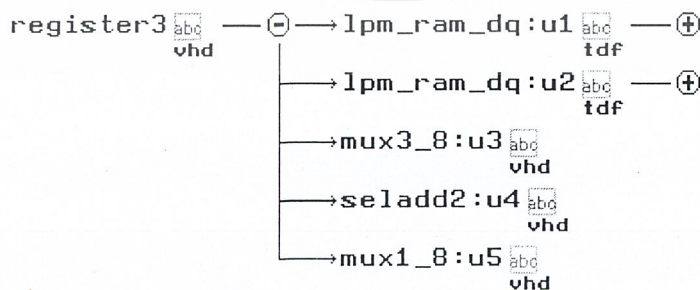 register3 abc lpm_ram_dq:u1 abc
vhd tdf
lpm_ram_dq:u2 abc
tdf
mux3_8:u3 abc
vhd
seladd2:u4 abc
vhd
mux1_8:u5 abc
vhd